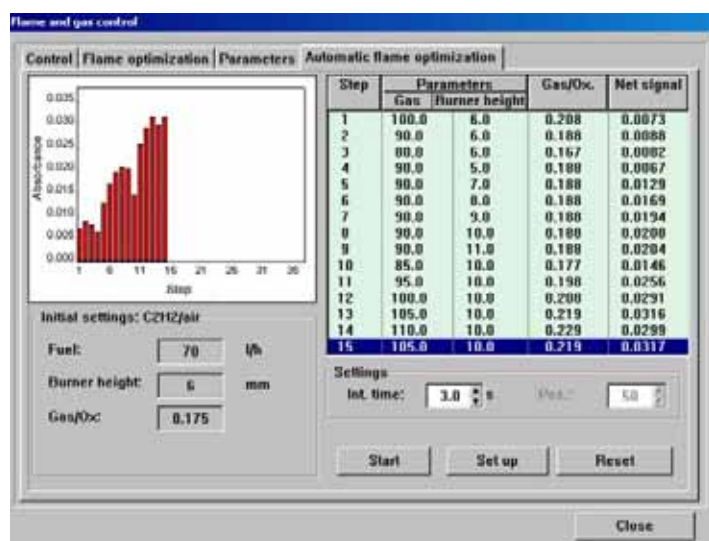 Flame and gas control
Control Flame optimization Parameters Automatic flame optimization
0.035
0.030
0.025
0.020
0.015
0.010
0.005
0.000
Absorbance
1 6 11 16 21 26 31 36
Step
Step Parameters Gas/Ox. Net signal
Gas Burner height
1 100.0 6.0 0.208 0.0073
2 90.0 6.0 0.188 0.0088
3 80.0 6.0 0.167 0.0082
4 90.0 5.0 0.188 0.0067
5 90.0 7.0 0.188 0.0129
6 90.0 8.0 0.188 0.0169
7 90.0 9.0 0.188 0.0194
8 90.0 10.0 0.188
9 90.0 11.0 0.188 0.0204
10 85.0 10.0 0.177 0.0146
11 95.0 10.0 0.198 0.0256
12 100.0 10.0 0.208 0.0291
13 105.0 10.0 0.219 0.0316
14 110.0 10.0 0.229 0.0299
15 105.0 10.0 0.219 0.0317
Initial settings: C2H2/air
Fuel: 70 l/h
Burner height: 6 mm
Gas/Ox: 0.175
Settings
Int. time: 3.0 s Pos.: 50
Start Set up Reset
Close